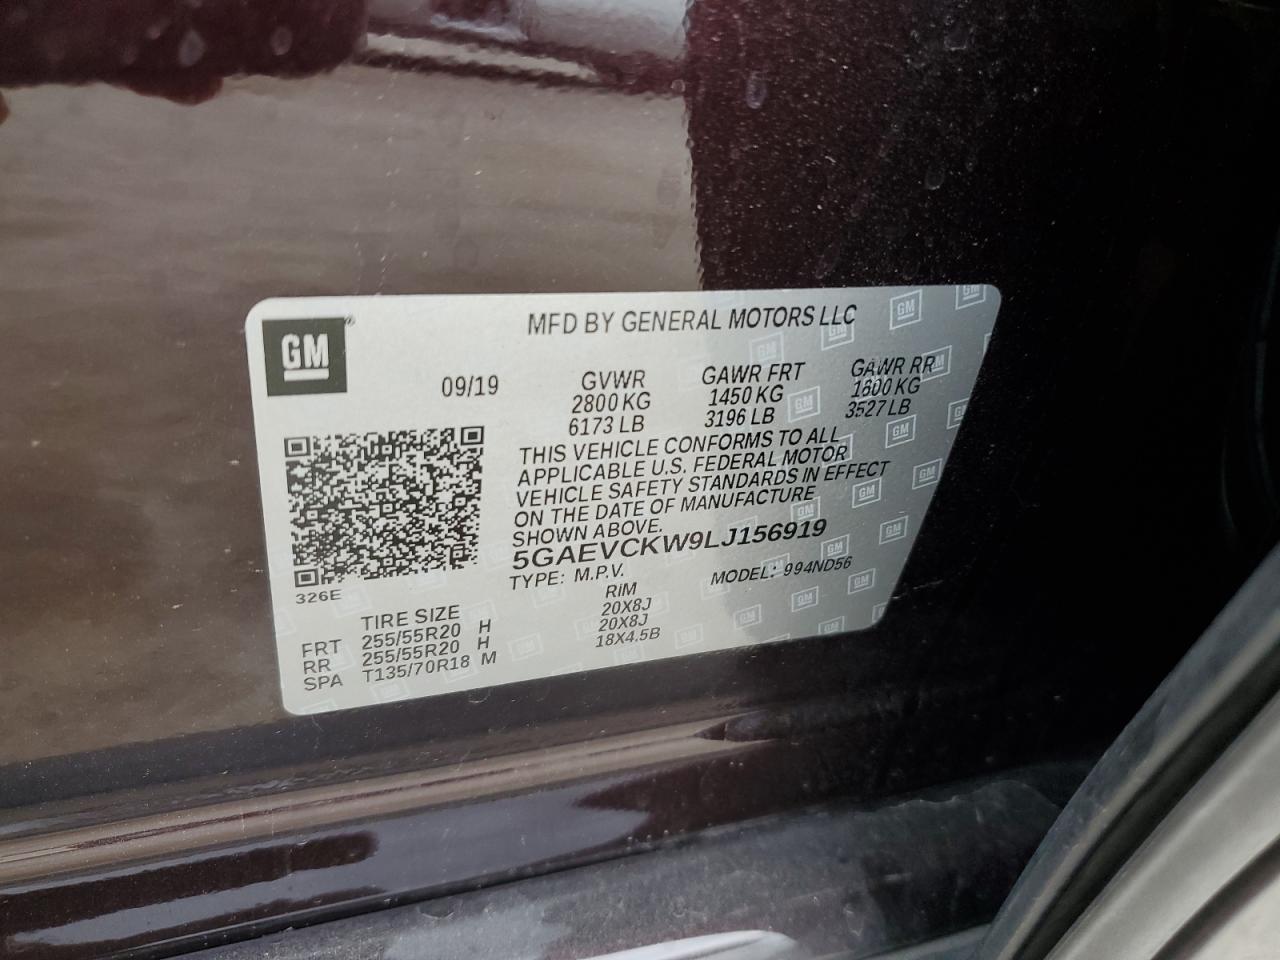 GM
MFD BY GENERAL MOTORS LLC
09/19 GVWR GAWR FRT GAWR RR
2800 KG 1450 KG 1600 KG
6173 LB 3196 LB 3527 LB
THIS VEHICLE CONFORMS TO ALL
APPLICABLE U.S. FEDERAL MOTOR
VEHICLE SAFETY STANDARDS IN EFFECT
ON THE DATE OF MANUFACTURE
SHOWN ABOVE.
5GAEVCKW9LJ156919
TYPE: M.P.V. MODEL: 994ND56
326E
TIRE SIZE RIM
FRT 255/55R20 H 20X8J
RR 255/55R20 H 20X8J
SPA T135/70R18 M 18X4.5B